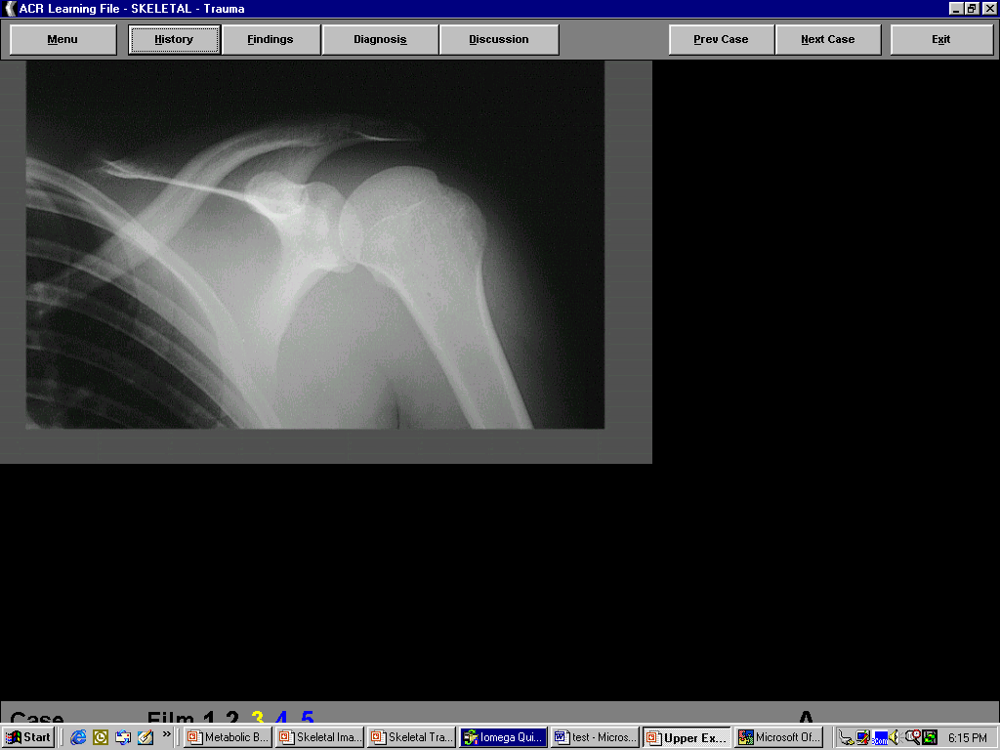 ACR Learning File - SKELETAL - Trauma
Menu History Findings Diagnosis Discussion Prev Case Next Case Exit
Case Film 1 2 3 4 5 A
Start » Metabolic B... Skeletal Ima... Skeletal Tra... Iomega Qui... test - Micros... Upper Ex... Microsoft Of... 3Com 6:15 PM